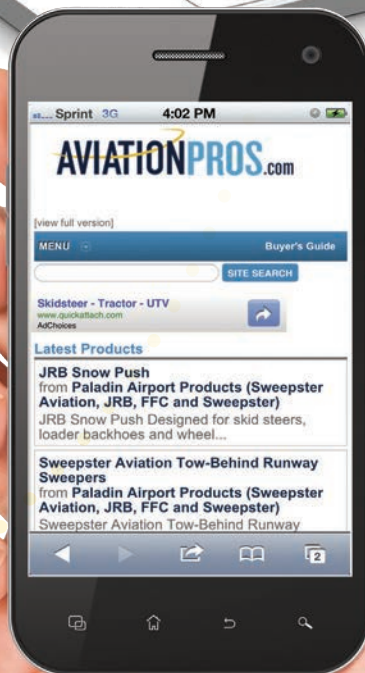 Sprint 3G 4:02 PM
AVIATIONPROS.com
[view full version]
MENU Buyer's Guide
SITE SEARCH
Skidsteer - Tractor - UTV
www.quickattach.com
AdChoices
Latest Products
JRB Snow Push
from Paladin Airport Products (Sweepster
Aviation, JRB, FFC and Sweepster)
JRB Snow Push Designed for skid steers,
loader backhoes and wheel...
Sweepster Aviation Tow-Behind Runway
Sweepers
from Paladin Airport Products (Sweepster
Aviation, JRB, FFC and Sweepster)
Sweepster Aviation Tow-Behind Runway
2